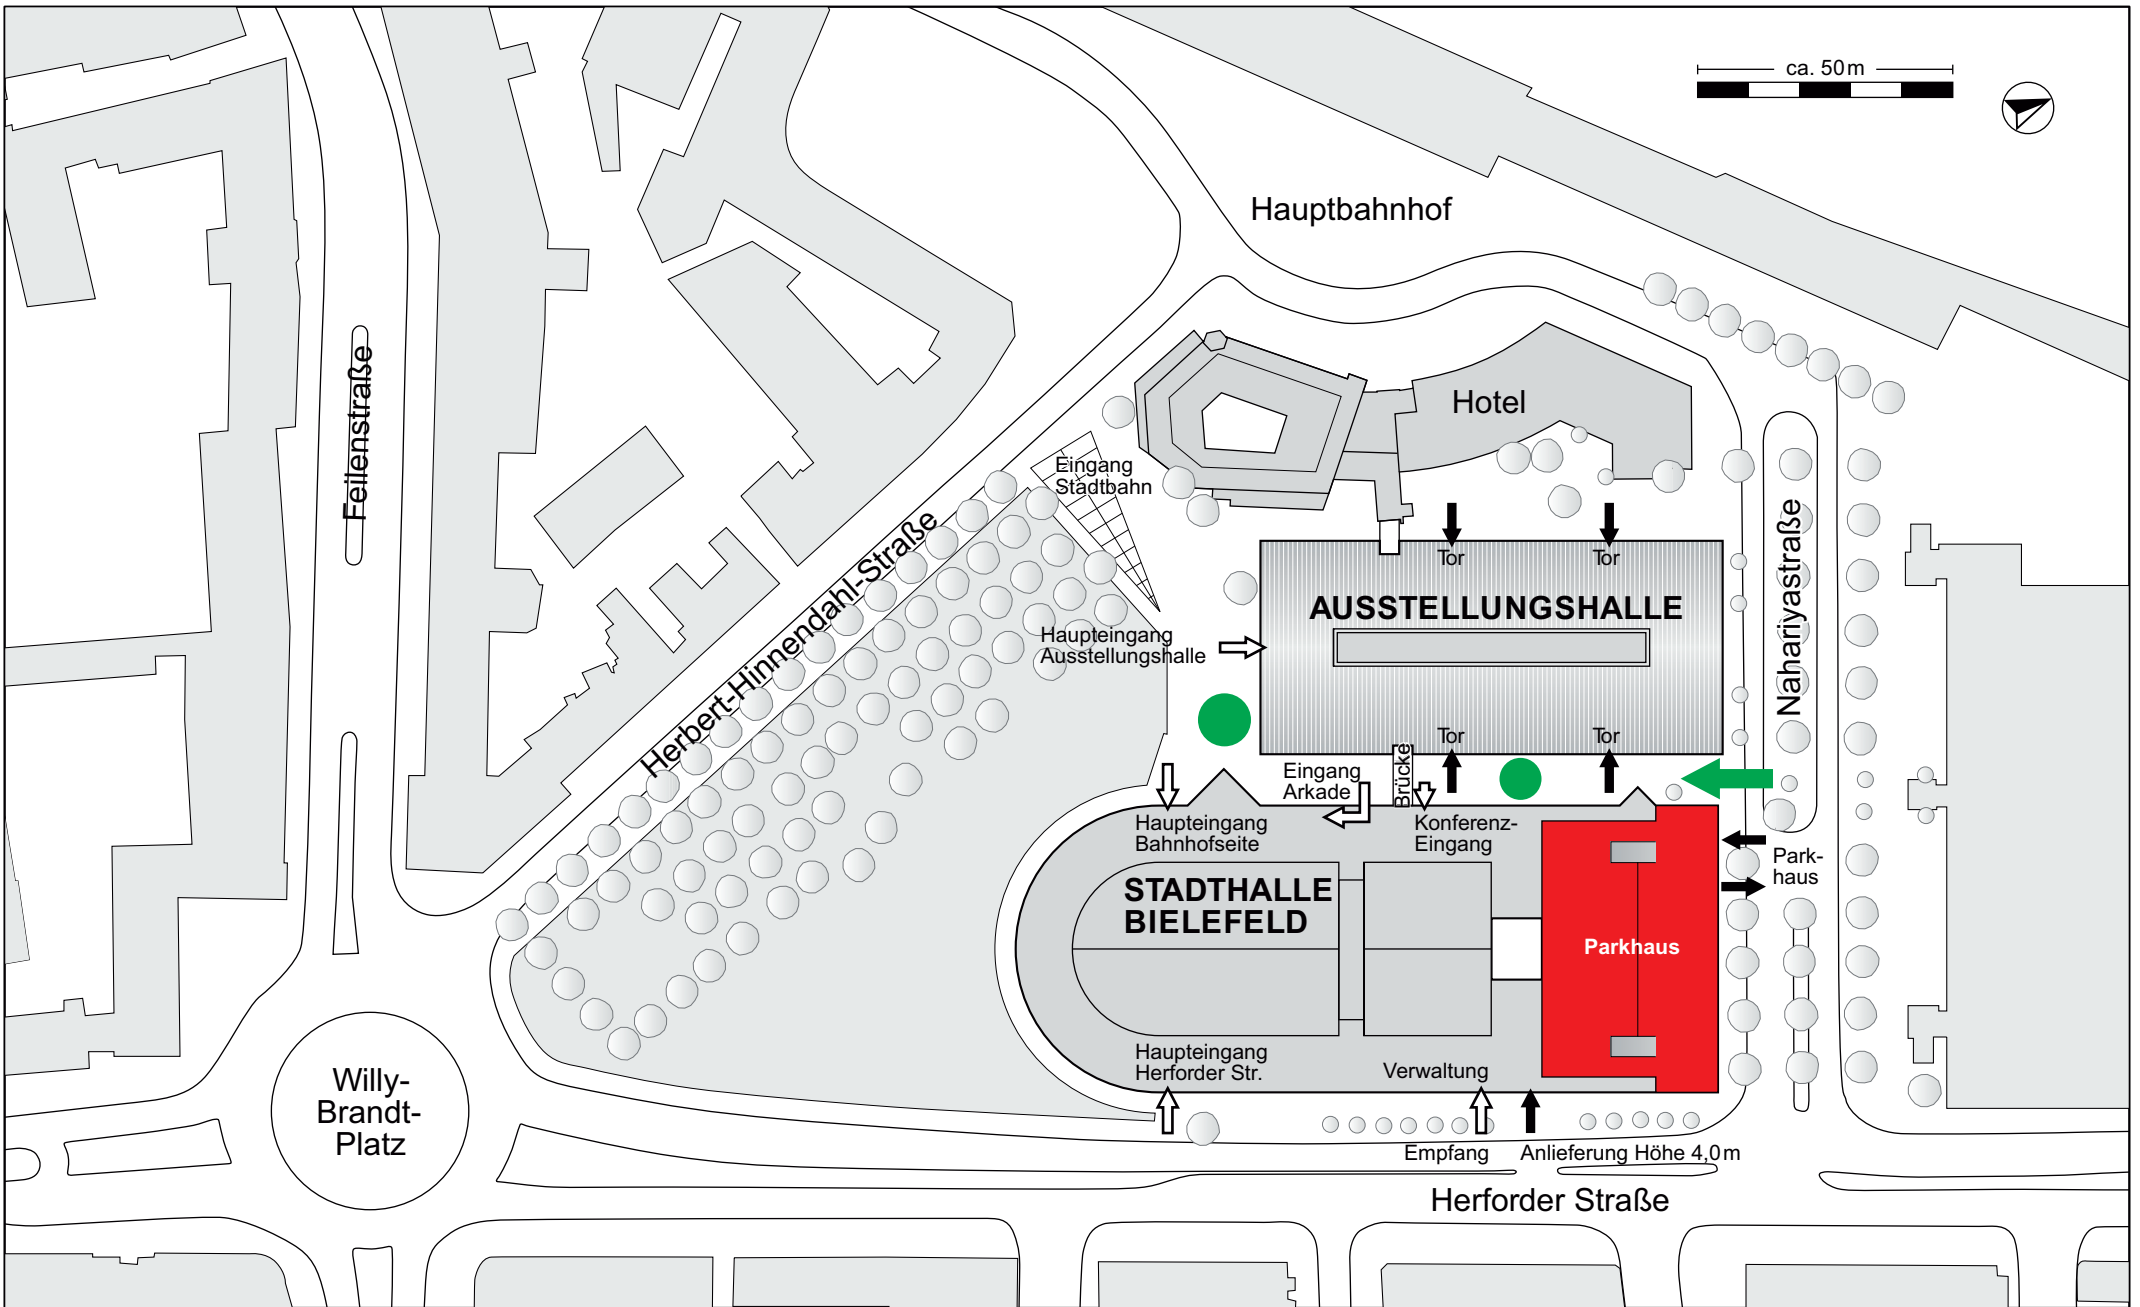 ca. 50 m
Hauptbahnhof
Hotel
Feilenstraße
Eingang
Stadtbahn
Herbert-Hinnendahl-Straße
Nahariyastraße
Tor
Tor
AUSSTELLUNGSHALLE
Haupteingang
Ausstellungshalle
Tor
Tor
Brücke
Eingang
Arkade
Haupteingang
Bahnhofseite
Konferenz-
Eingang
Park-
haus
STADTHALLE
BIELEFELD
Parkhaus
Haupteingang
Herforder Str.
Verwaltung
Willy-
Brandt-
Platz
Empfang
Anlieferung Höhe 4,0 m
Herforder Straße